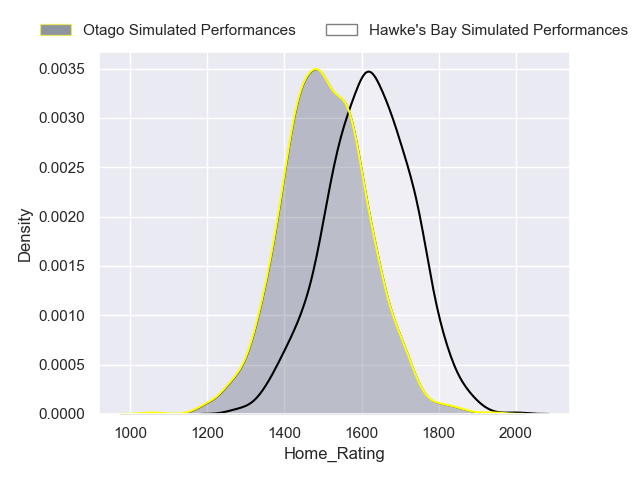 Otago Simulated Performances Hawke's Bay Simulated Performances
0.0035
0.0030
0.0025
0.0020
0.0015
0.0010
0.0005
0.0000
Density
1000 1200 1400 1600 1800 2000
Home_Rating